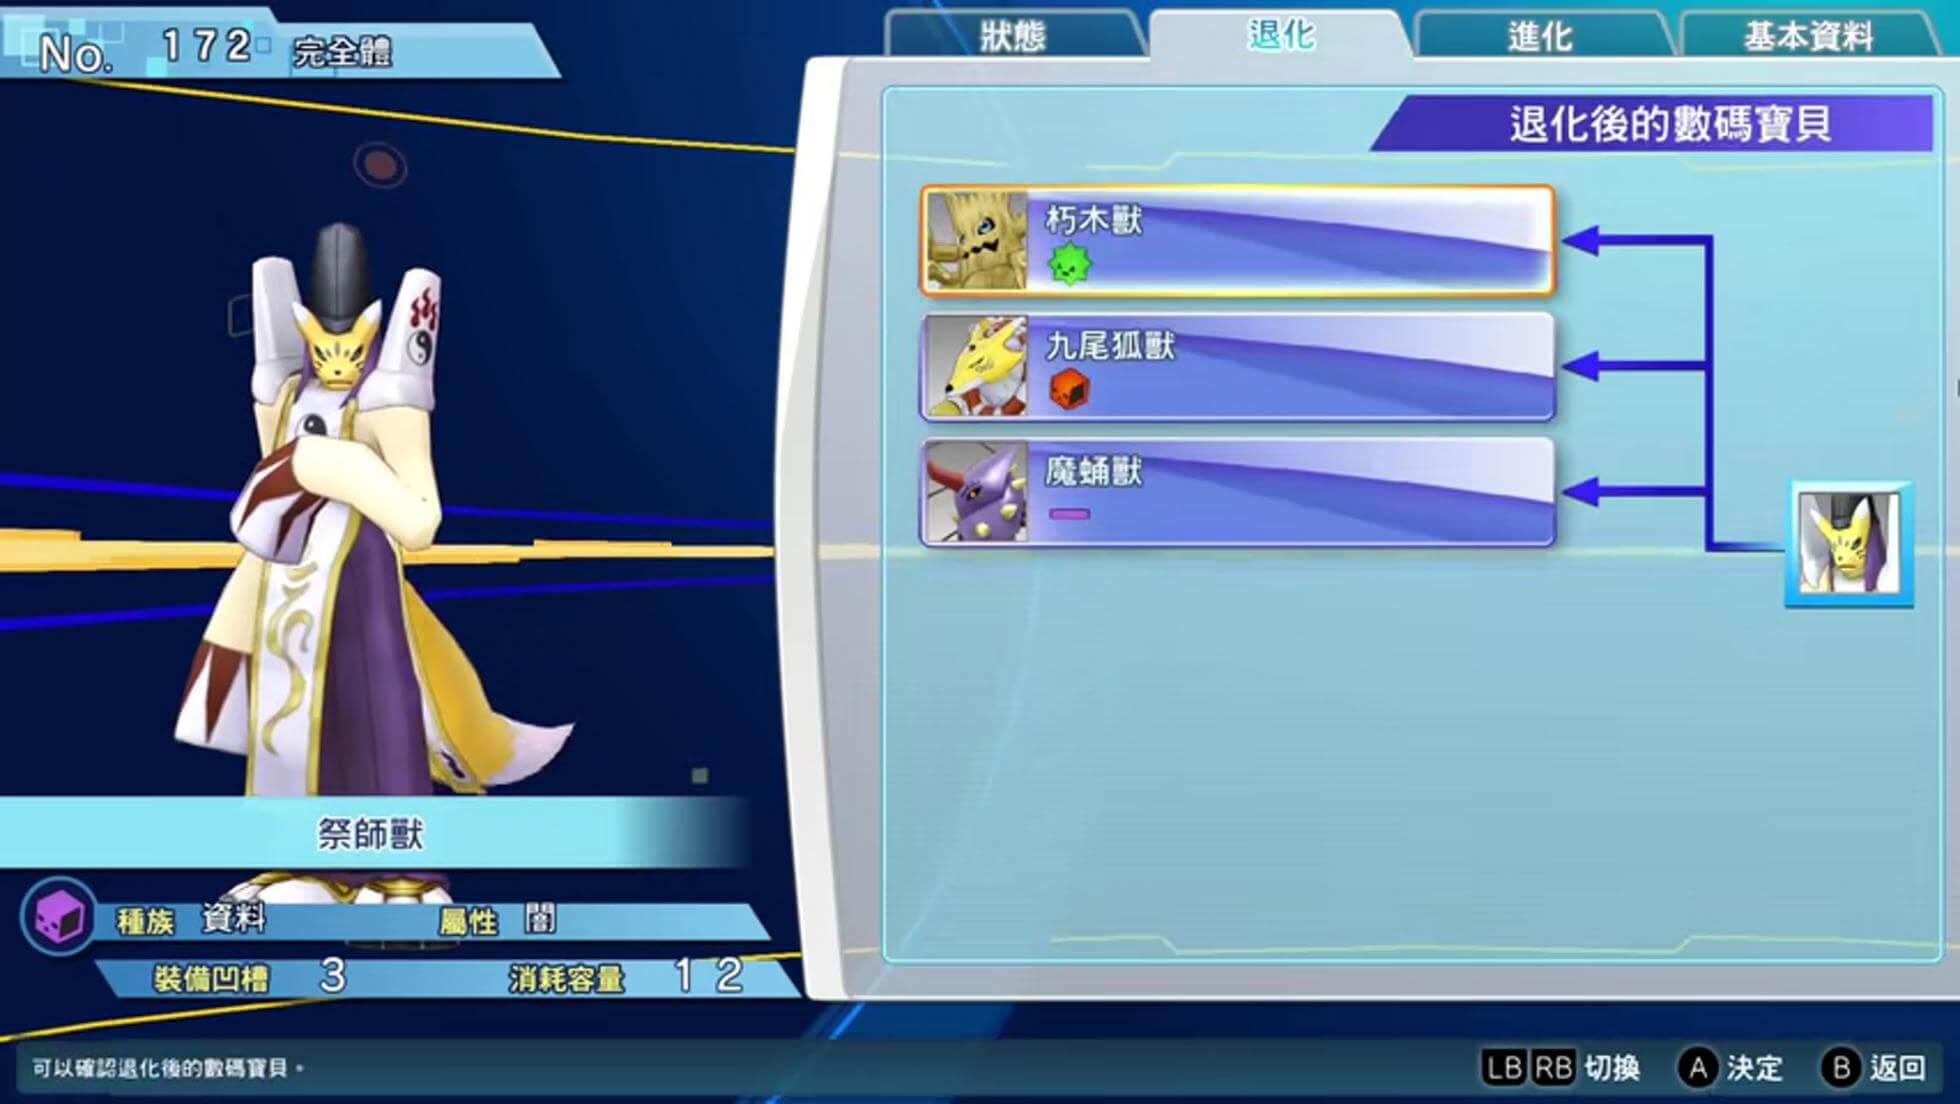 No. 172 完全體
狀態 退化 進化 基本資料
退化後的數碼寶貝
朽木獸
九尾狐獸
魔蛹獸
祭師獸
種族 資料 屬性 闇
裝備凹槽 3 消耗容量 12
可以確認退化後的數碼寶貝。
LB RB 切換 A 決定 B 返回